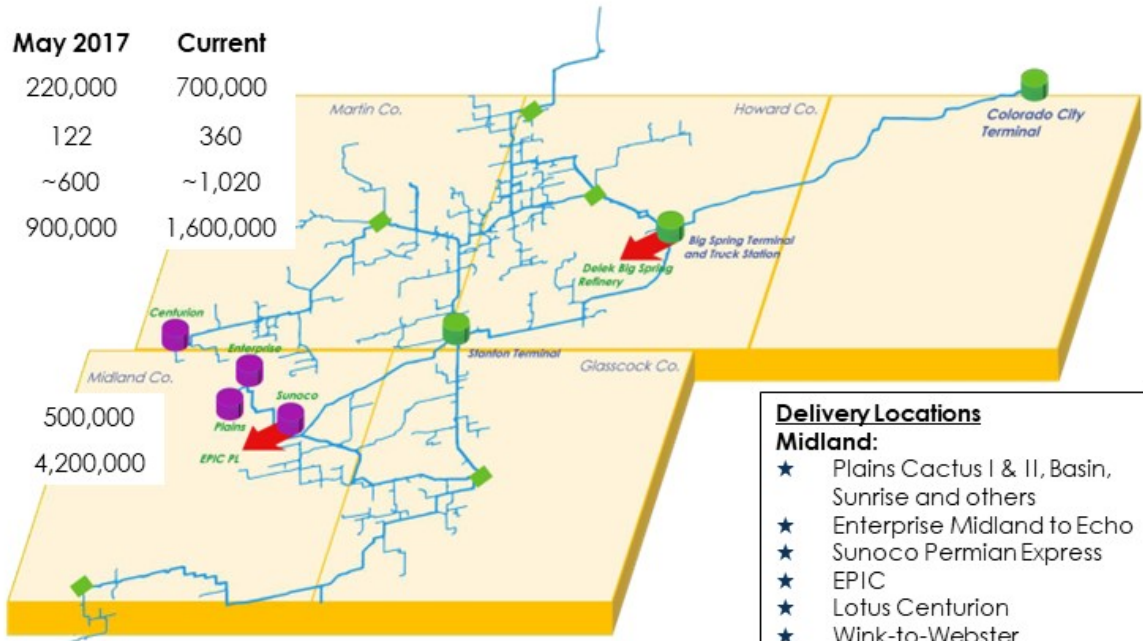 May 2017 Current
220,000 700,000
122 360
~600 ~1,020
900,000 1,600,000
Martin Co.
Howard Co.
Colorado City
Terminal
Big Spring Terminal
and Truck Station
Delek Big Spring
Refinery
Centurion
Enterprise
Stanton Terminal
Glasscock Co.
Midland Co.
Sunoco
Plains
EPIC PL
500,000
4,200,000
Delivery Locations
Midland:
★ Plains Cactus I & II, Basin,
Sunrise and others
★ Enterprise Midland to Echo
★ Sunoco Permian Express
★ EPIC
★ Lotus Centurion
★ Wink-to-Webster